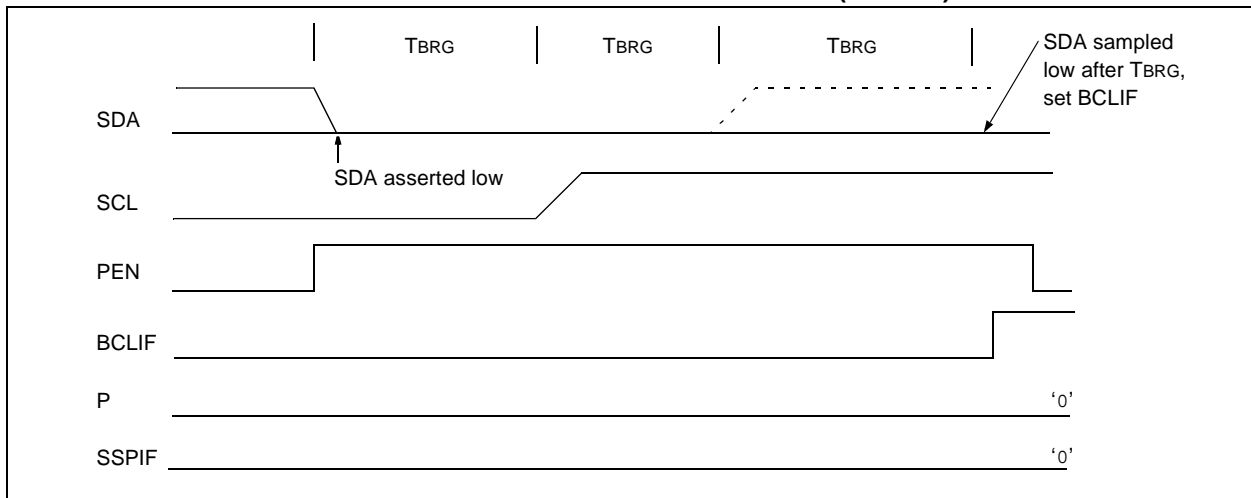 TBRG TBRG TBRG
SDA sampled
low after TBRG,
set BCLIF
SDA
SDA asserted low
SCL
PEN
BCLIF
P '0'
SSPIF '0'